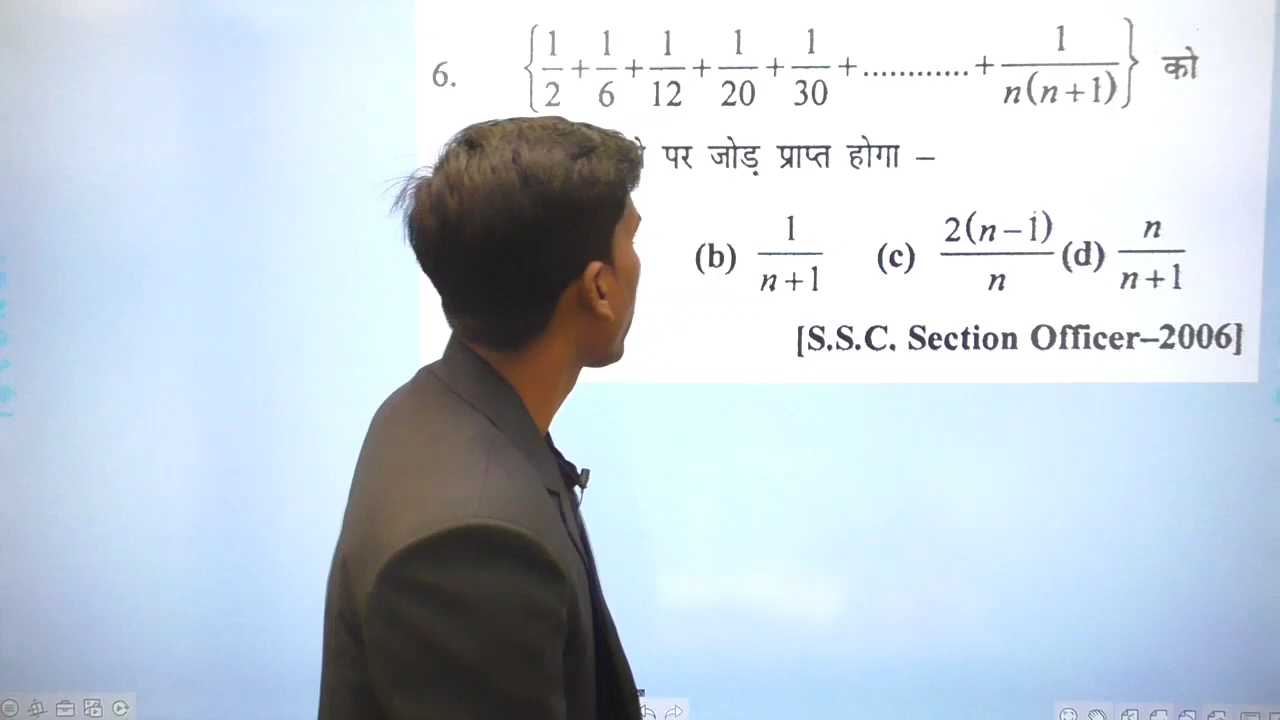 6. {1/2 + 1/6 + 1/12 + 1/20 + 1/30 + ............ + 1/n(n+1)} को
पर जोड़ प्राप्त होगा –
(b) 1/n+1 (c) 2(n–1)/n (d) n/n+1
[S.S.C. Section Officer–2006]